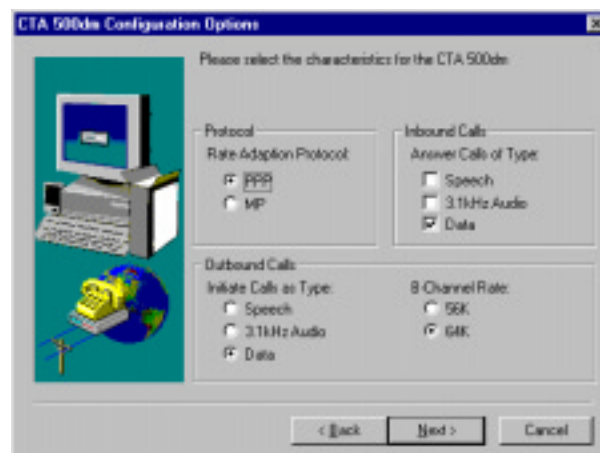 CTA 500dm Configuration Options
Please select the characteristics for the CTA 500dm
Protocol
Rate Adaption Protocol:
PPP
MP
Inbound Calls
Answer Calls of Type:
Speech
3.1kHz Audio
Data
Outbound Calls
Initiate Calls as Type:
Speech
3.1kHz Audio
Data
B-Channel Rate:
56K
64K
< Back
Next >
Cancel